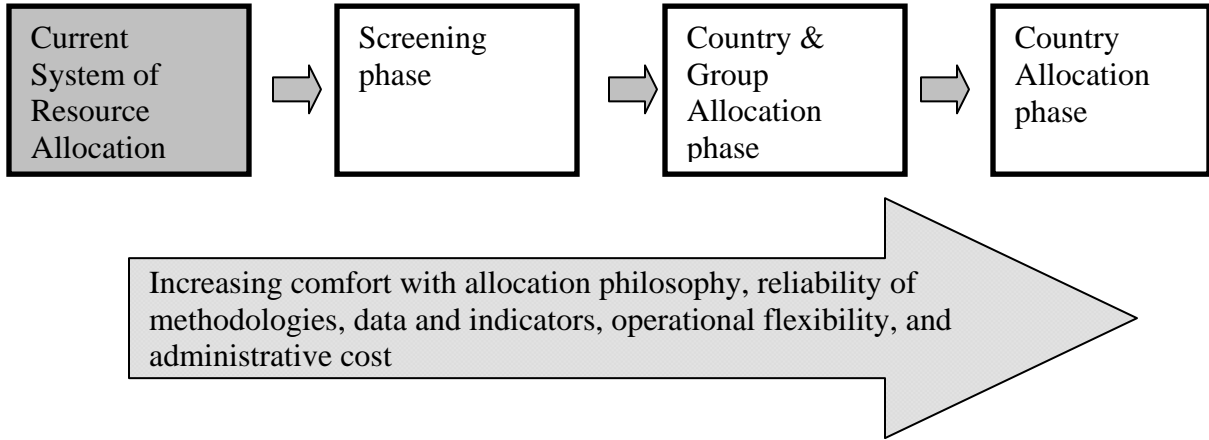 Current
System of
Resource
Allocation
Screening
phase
Country &
Group
Allocation
phase
Country
Allocation
phase
Increasing comfort with allocation philosophy, reliability of
methodologies, data and indicators, operational flexibility, and
administrative cost